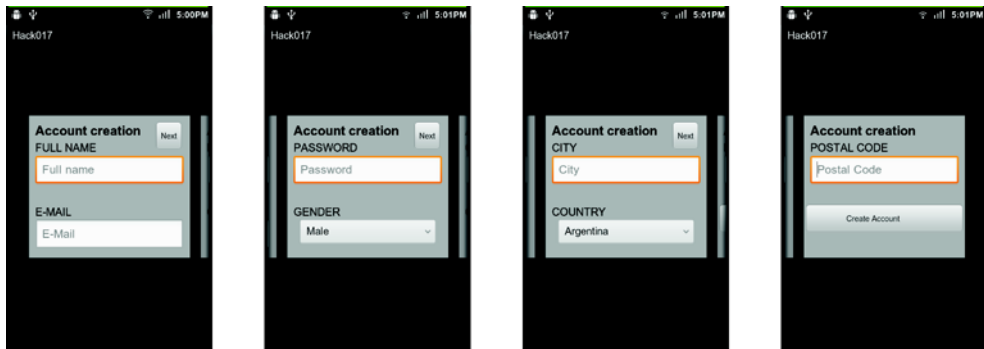 5:00PM
Hack017
Account creation
Next
FULL NAME
Full name
E-MAIL
E-Mail
5:01PM
Hack017
Account creation
Next
PASSWORD
Password
GENDER
Male
5:01PM
Hack017
Account creation
Next
CITY
City
COUNTRY
Argentina
5:01PM
Hack017
Account creation
POSTAL CODE
Postal Code
Create Account